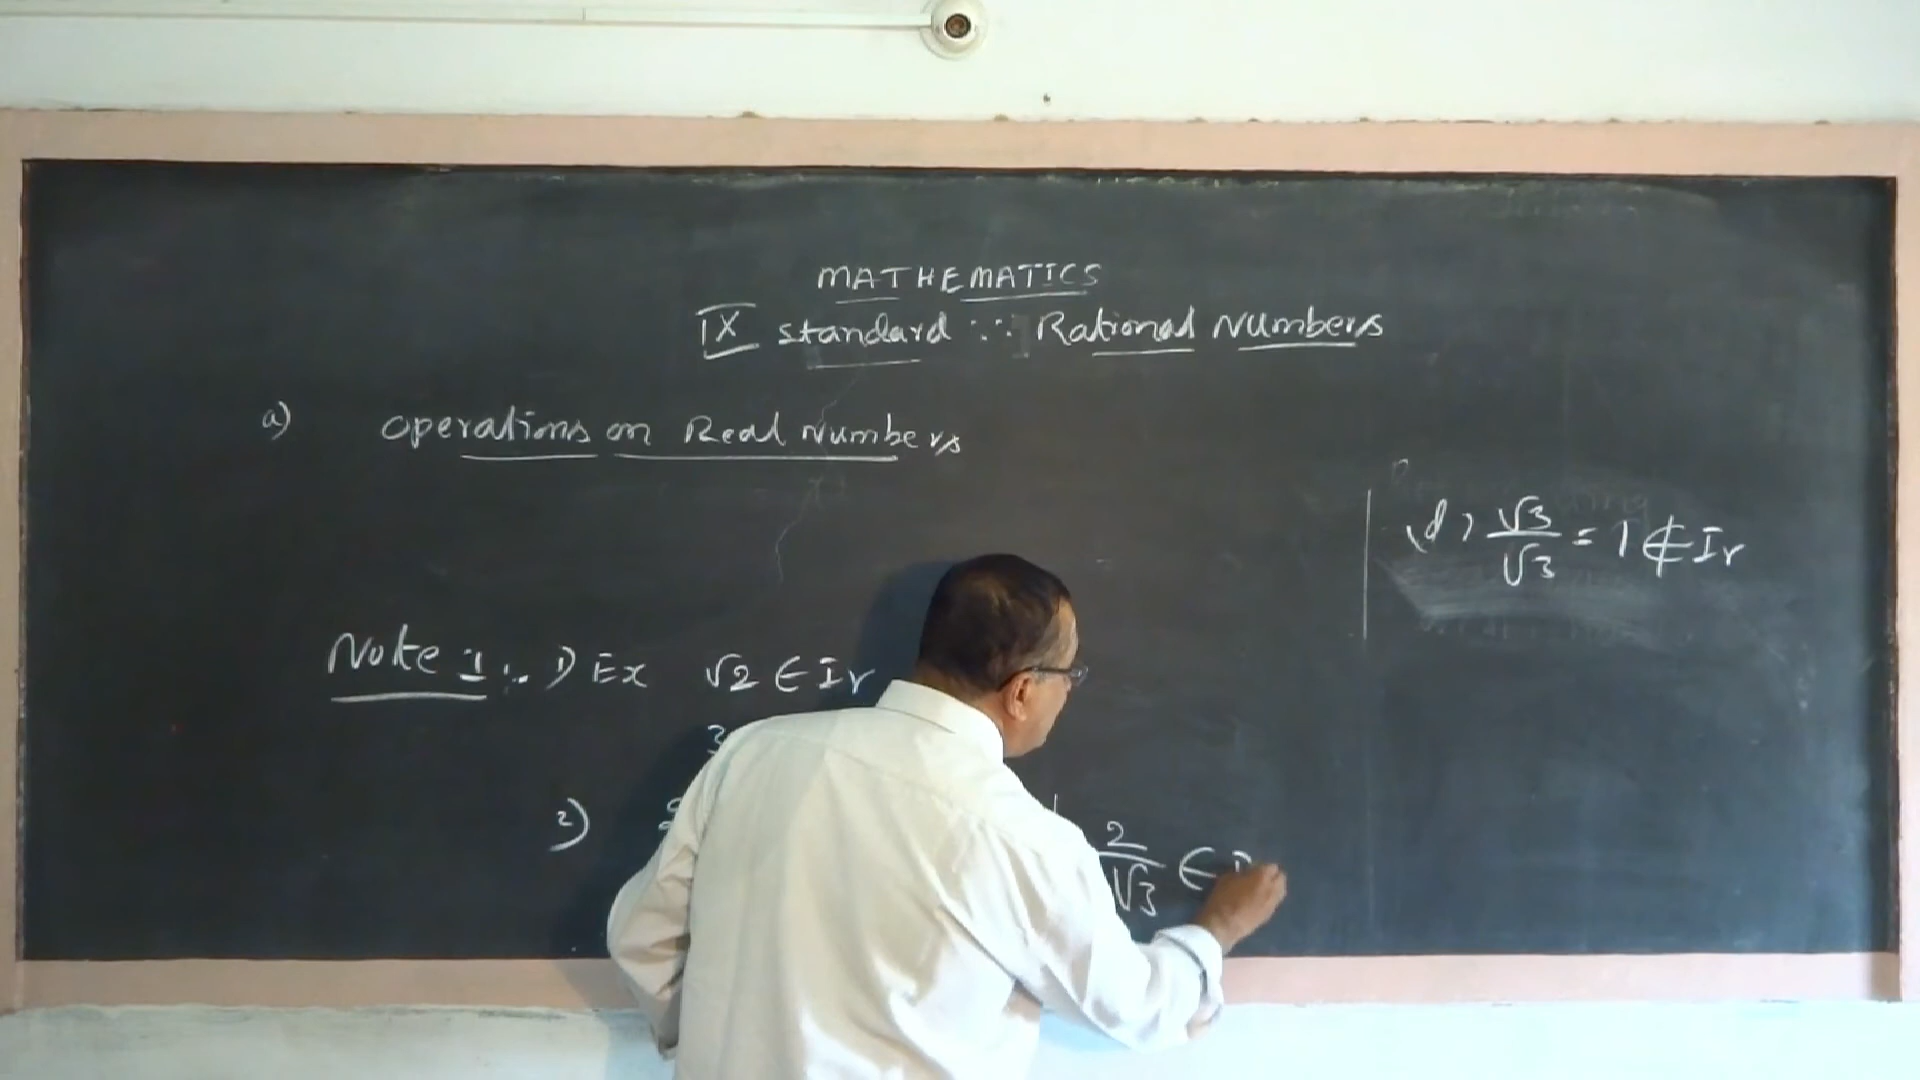 MATHEMATICS
IX standard ∴ Rational Numbers
a) Operations on Real Numbers
(d) √3/√3 = 1 ∉ Ir
Note 1:- 1) Ex √2 ∈ Ir
3
2)
2/√3 ∈